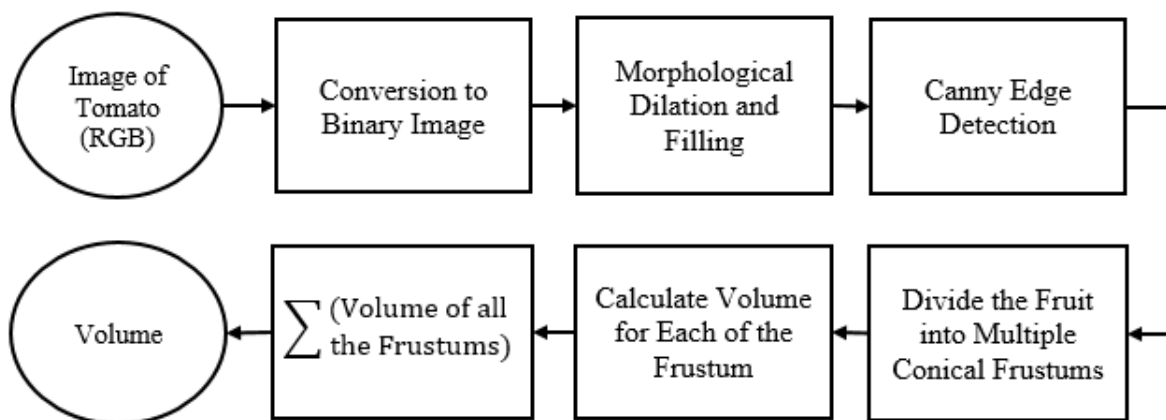 Image of
Tomato
(RGB)
Conversion to
Binary Image
Morphological
Dilation and
Filling
Canny Edge
Detection
Divide the Fruit
into Multiple
Conical Frustums
Calculate Volume
for Each of the
Frustum
∑ (Volume of all
the Frustums)
Volume